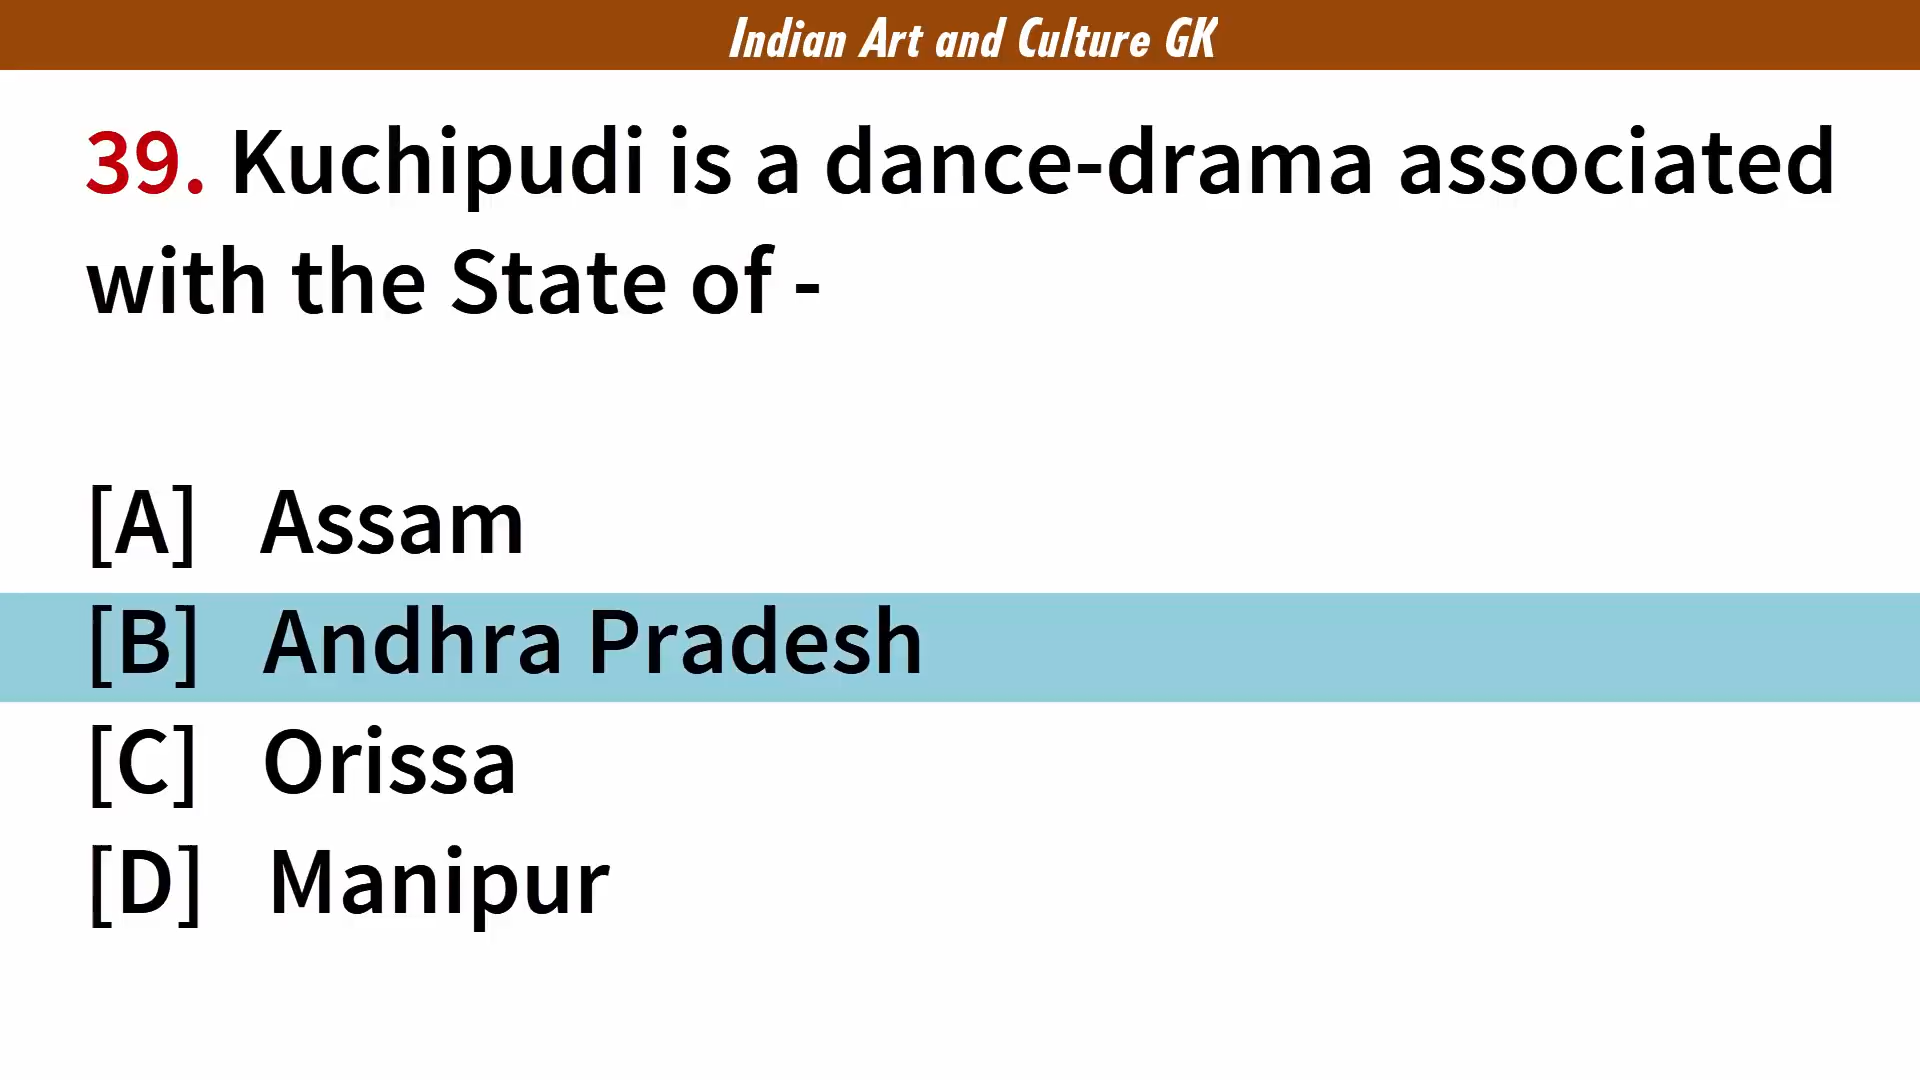 Indian Art and Culture GK
39. Kuchipudi is a dance-drama associated
with the State of -
[A] Assam
[B] Andhra Pradesh
[C] Orissa
[D] Manipur